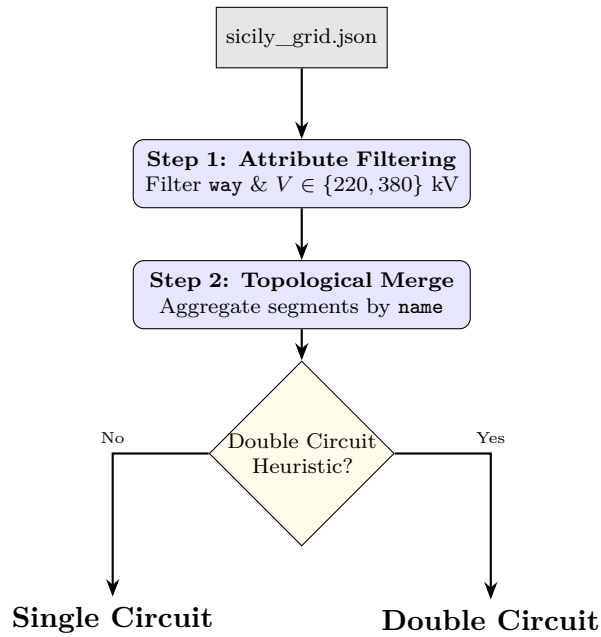 sicily_grid.json
Step 1: Attribute Filtering
Filter way & V ∈ {220, 380} kV
Step 2: Topological Merge
Aggregate segments by name
Double Circuit
Heuristic?
No
Yes
Single Circuit
Double Circuit